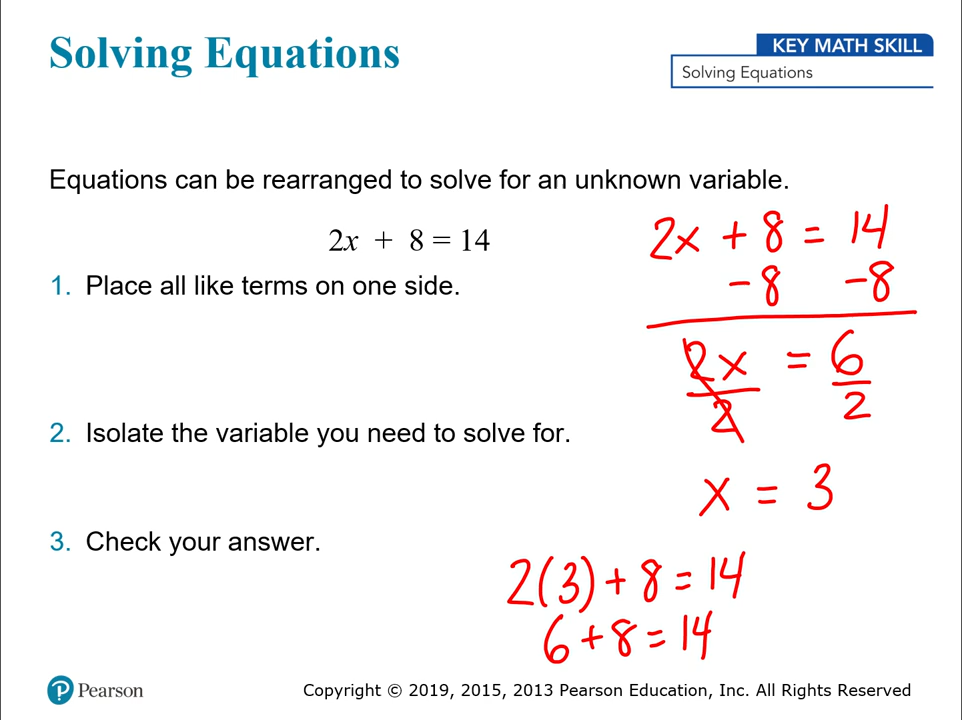 Solving Equations
KEY MATH SKILL
Solving Equations
Equations can be rearranged to solve for an unknown variable.
2x + 8 = 14
1. Place all like terms on one side.
2. Isolate the variable you need to solve for.
3. Check your answer.
2x + 8 = 14
-8 -8
2x = 6
2 2
x = 3
2(3) + 8 = 14
6 + 8 = 14
Pearson
Copyright © 2019, 2015, 2013 Pearson Education, Inc. All Rights Reserved